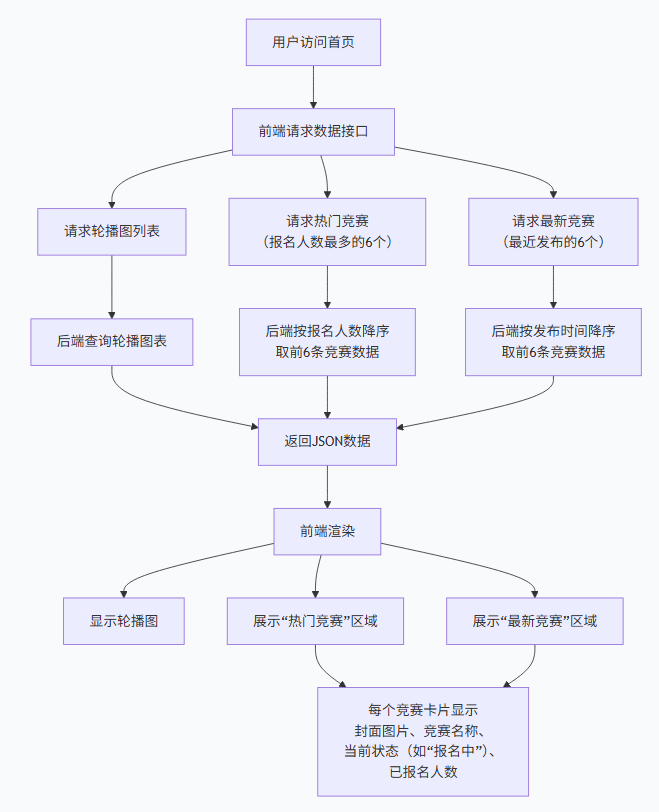 用户访问首页
前端请求数据接口
请求轮播图列表
请求热门竞赛
（报名人数最多的6个）
请求最新竞赛
（最近发布的6个）
后端查询轮播图表
后端按报名人数降序
取前6条竞赛数据
后端按发布时间降序
取前6条竞赛数据
返回JSON数据
前端渲染
显示轮播图
展示“热门竞赛”区域
展示“最新竞赛”区域
每个竞赛卡片显示
封面图片、竞赛名称、
当前状态（如“报名中”）、
已报名人数